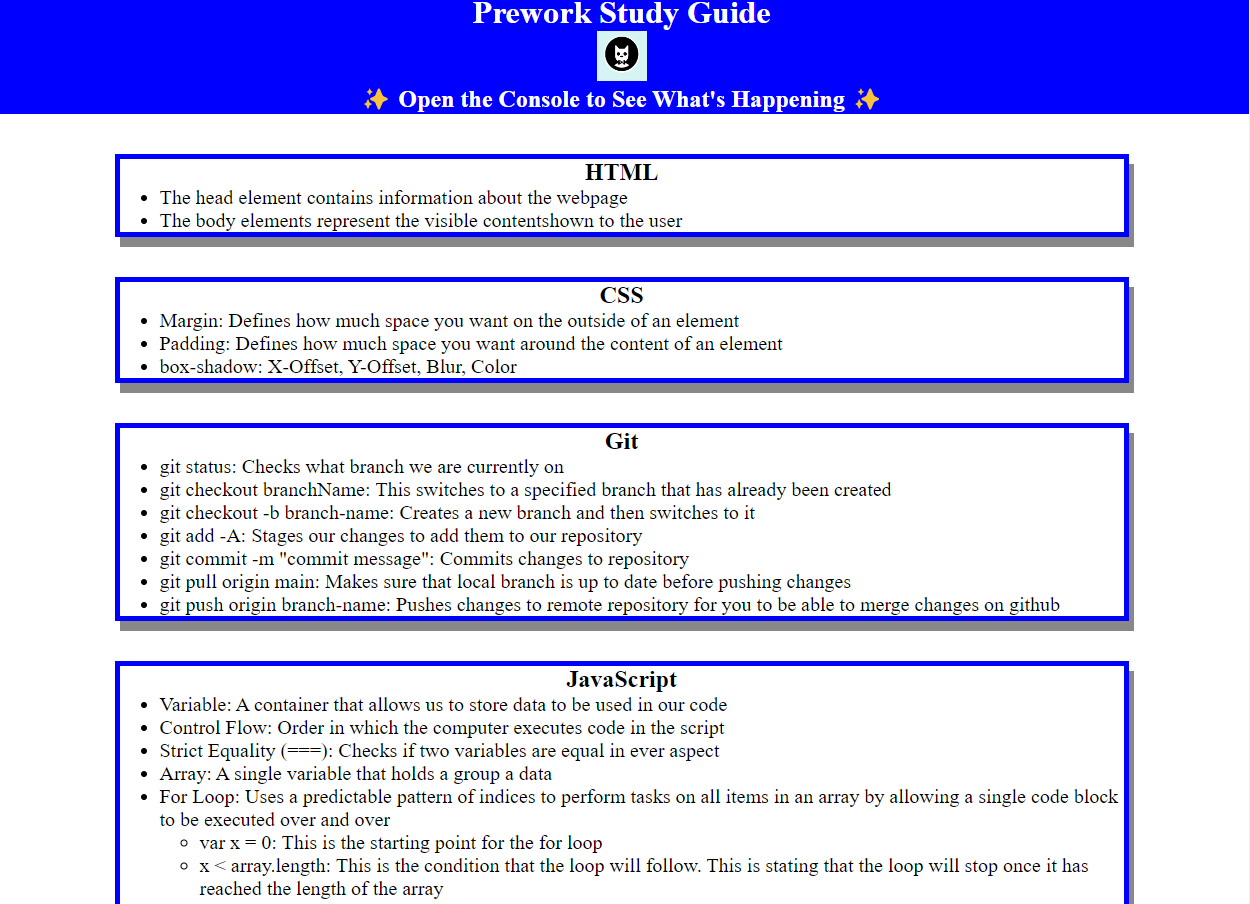 Prework Study Guide
✨ Open the Console to See What's Happening ✨
HTML
• The head element contains information about the webpage
• The body elements represent the visible contentshown to the user
CSS
• Margin: Defines how much space you want on the outside of an element
• Padding: Defines how much space you want around the content of an element
• box-shadow: X-Offset, Y-Offset, Blur, Color
Git
• git status: Checks what branch we are currently on
• git checkout branchName: This switches to a specified branch that has already been created
• git checkout -b branch-name: Creates a new branch and then switches to it
• git add -A: Stages our changes to add them to our repository
• git commit -m "commit message": Commits changes to repository
• git pull origin main: Makes sure that local branch is up to date before pushing changes
• git push origin branch-name: Pushes changes to remote repository for you to be able to merge changes on github
JavaScript
• Variable: A container that allows us to store data to be used in our code
• Control Flow: Order in which the computer executes code in the script
• Strict Equality (===): Checks if two variables are equal in ever aspect
• Array: A single variable that holds a group a data
• For Loop: Uses a predictable pattern of indices to perform tasks on all items in an array by allowing a single code block
to be executed over and over
◦ var x = 0: This is the starting point for the for loop
◦ x < array.length: This is the condition that the loop will follow. This is stating that the loop will stop once it has
reached the length of the array